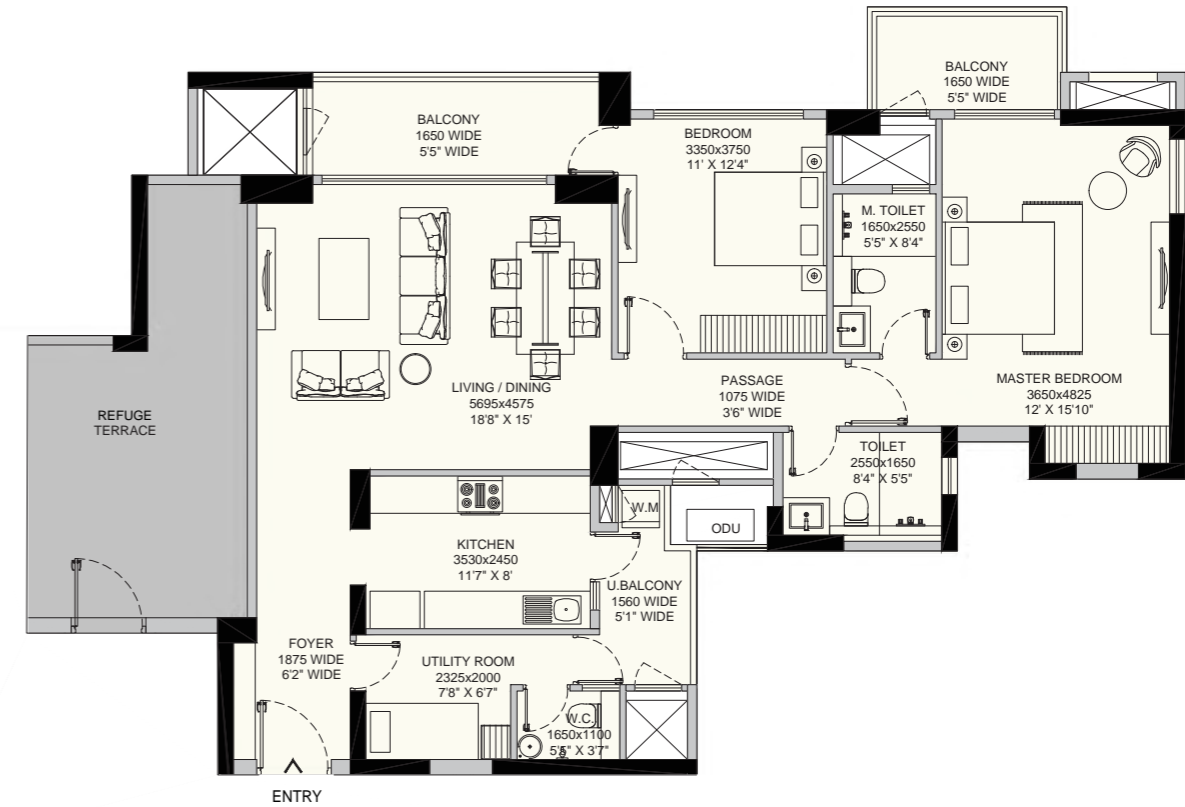 BALCONY
1650 WIDE
5'5" WIDE
BALCONY
1650 WIDE
5'5" WIDE
BEDROOM
3350x3750
11' X 12'4"
M. TOILET
1650x2550
5'5" X 8'4"
REFUGE
TERRACE
LIVING / DINING
5695x4575
18'8" X 15'
PASSAGE
1075 WIDE
3'6" WIDE
MASTER BEDROOM
3650x4825
12' X 15'10"
TOILET
2550x1650
8'4" X 5'5"
W.M
ODU
KITCHEN
3530x2450
11'7" X 8'
U.BALCONY
1560 WIDE
5'1" WIDE
FOYER
1875 WIDE
6'2" WIDE
UTILITY ROOM
2325x2000
7'8" X 6'7"
W.C.
1650x1100
5'5" X 3'7"
ENTRY